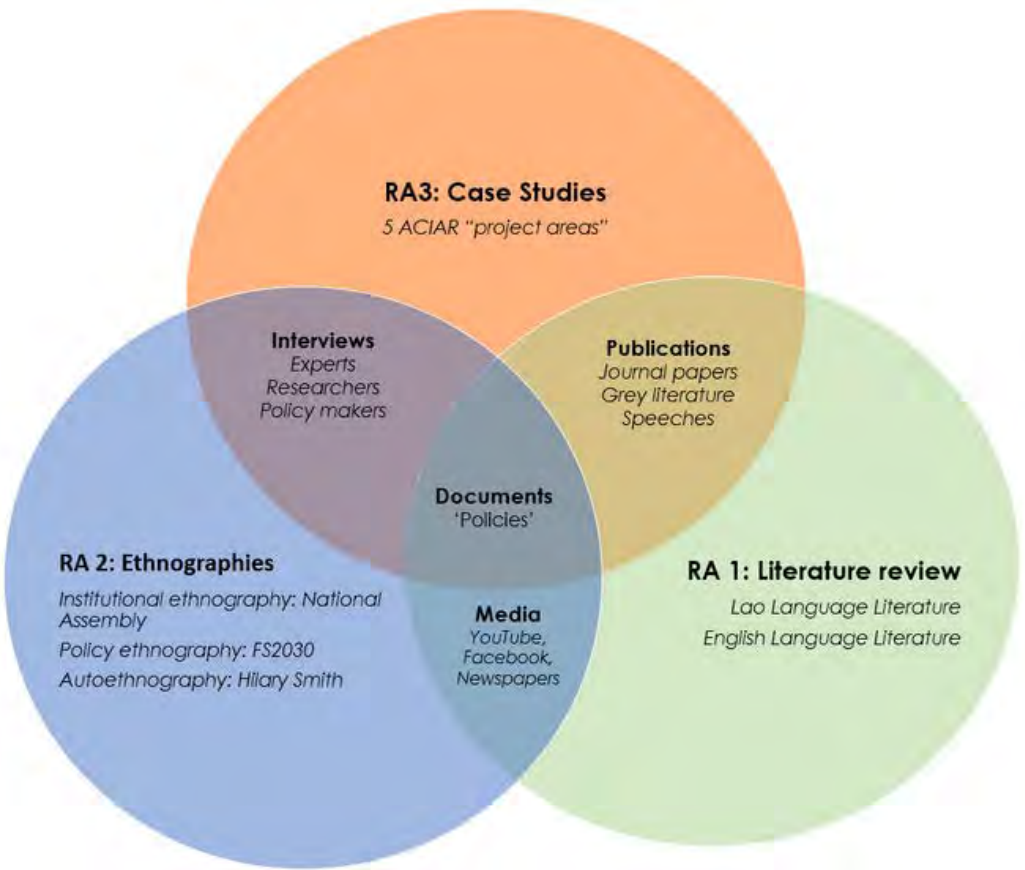 RA3: Case Studies
5 ACIAR “project areas”
Interviews
Experts
Researchers
Policy makers
Publications
Journal papers
Grey literature
Speeches
Documents
‘Policies’
RA 2: Ethnographies
Institutional ethnography: National
Assembly
Policy ethnography: FS2030
Autoethnography: Hilary Smith
Media
YouTube,
Facebook,
Newspapers
RA 1: Literature review
Lao Language Literature
English Language Literature